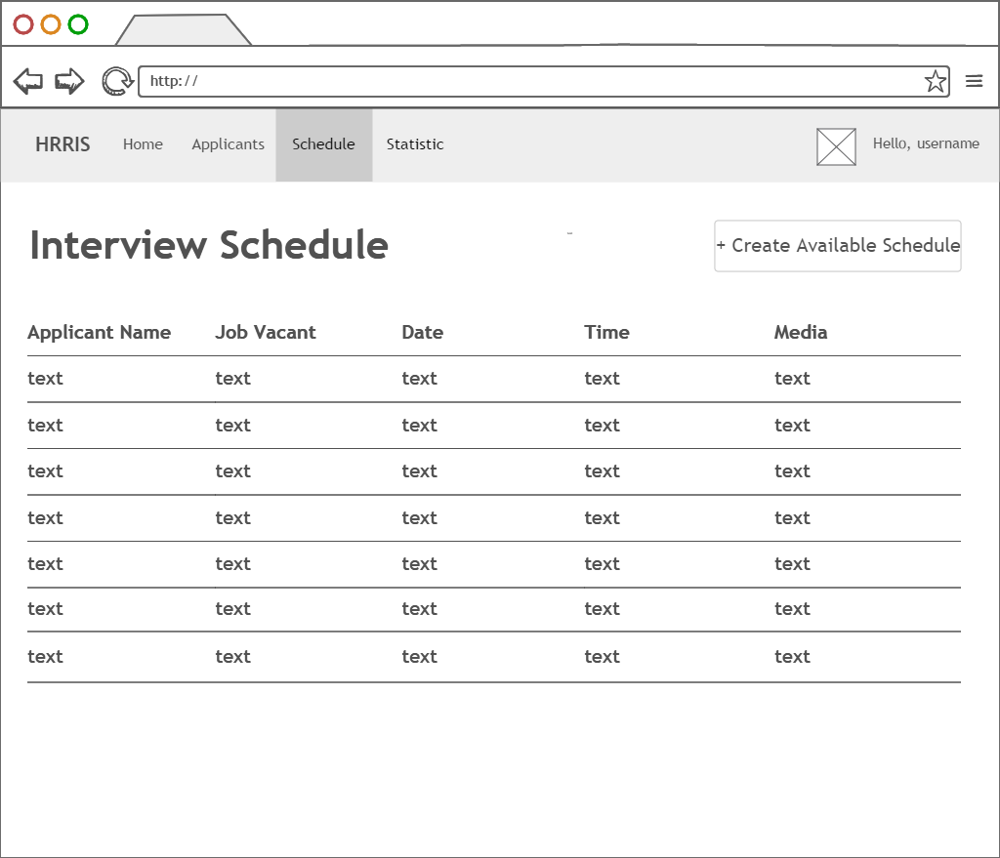 http://
HRRIS Home Applicants Schedule Statistic Hello, username
Interview Schedule + Create Available Schedule
Applicant Name Job Vacant Date Time Media
text text text text text
text text text text text
text text text text text
text text text text text
text text text text text
text text text text text
text text text text text